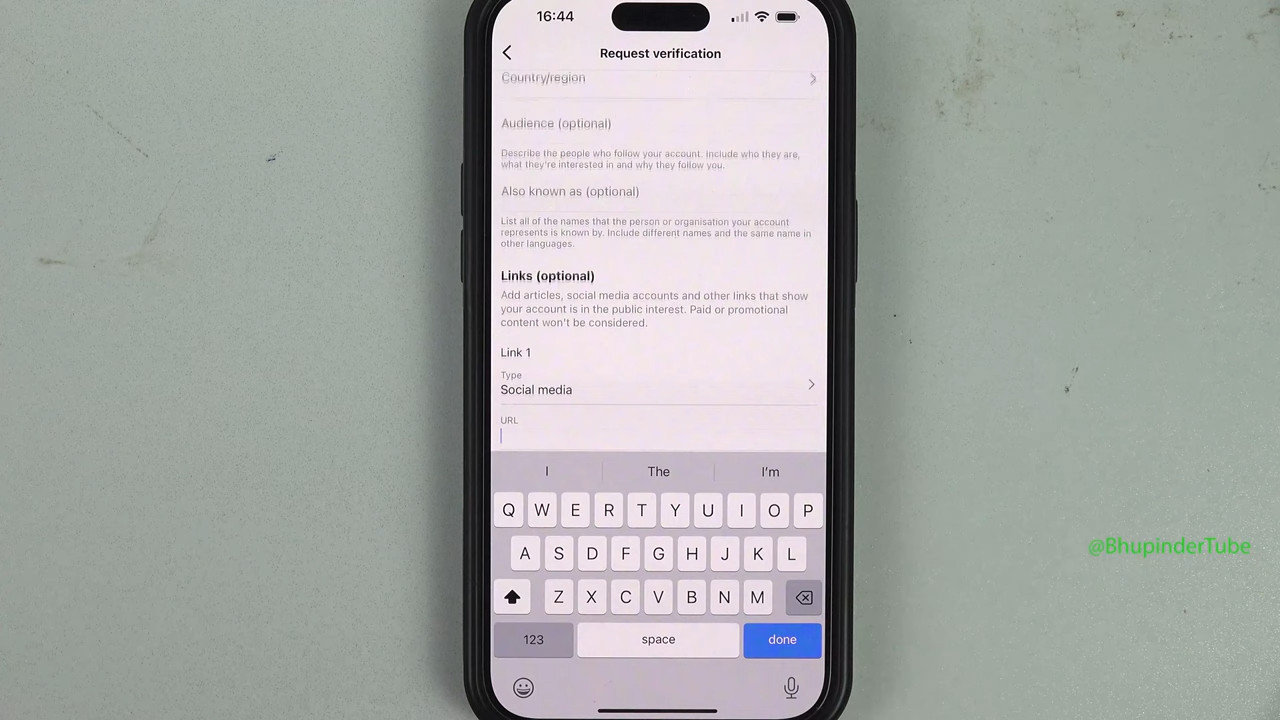 16:44
Request verification
Country/region
Audience (optional)
Describe the people who follow your account. Include who they are,
what they're interested in and why they follow you.
Also known as (optional)
List all of the names that the person or organisation your account
represents is known by. Include different names and the same name in
other languages.
Links (optional)
Add articles, social media accounts and other links that show
your account is in the public interest. Paid or promotional
content won't be considered.
Link 1
Type
Social media
URL
I The I'm
Q W E R T Y U I O P
A S D F G H J K L
Z X C V B N M
123 space done
@BhupinderTube